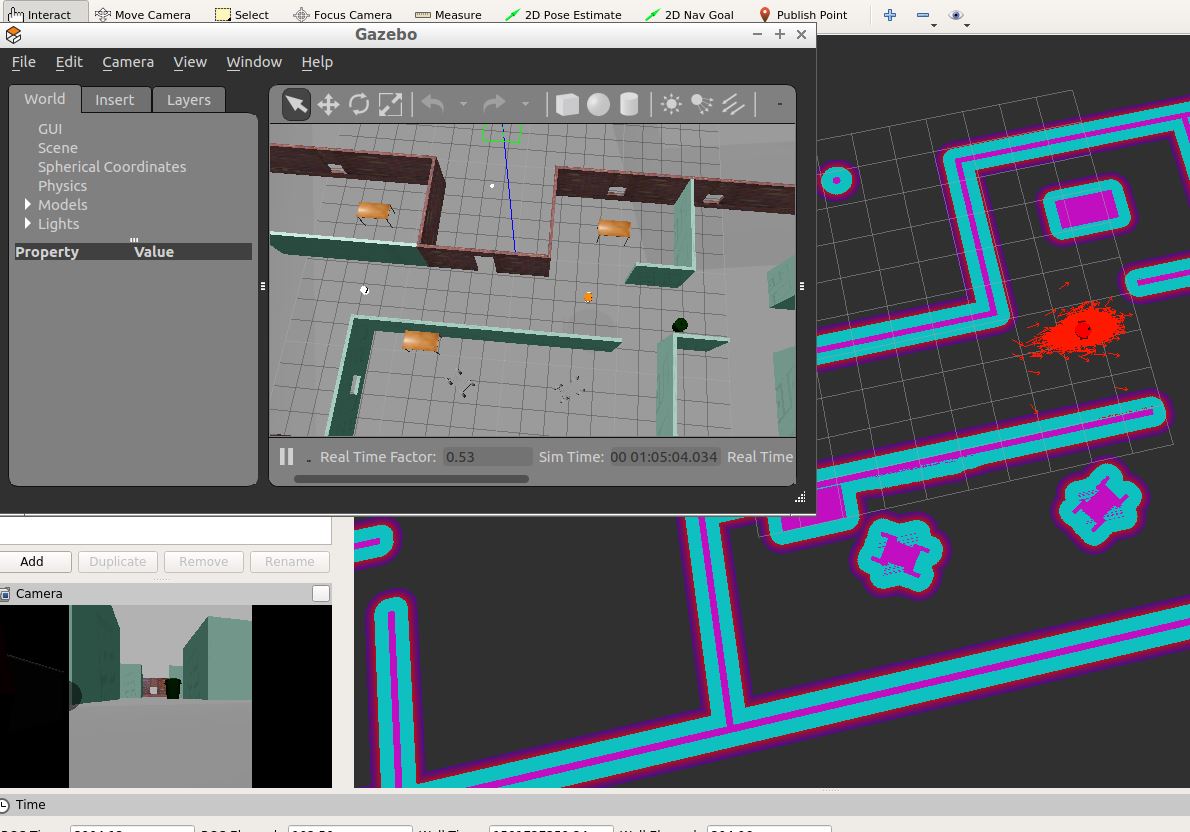 Interact Move Camera Select Focus Camera Measure 2D Pose Estimate 2D Nav Goal Publish Point
Gazebo
File Edit Camera View Window Help
World Insert Layers
GUI
Scene
Spherical Coordinates
Physics
Models
Lights
Property Value
Real Time Factor: 0.53 Sim Time: 00 01:05:04.034 Real Time
Add Duplicate Remove Rename
Camera
Time